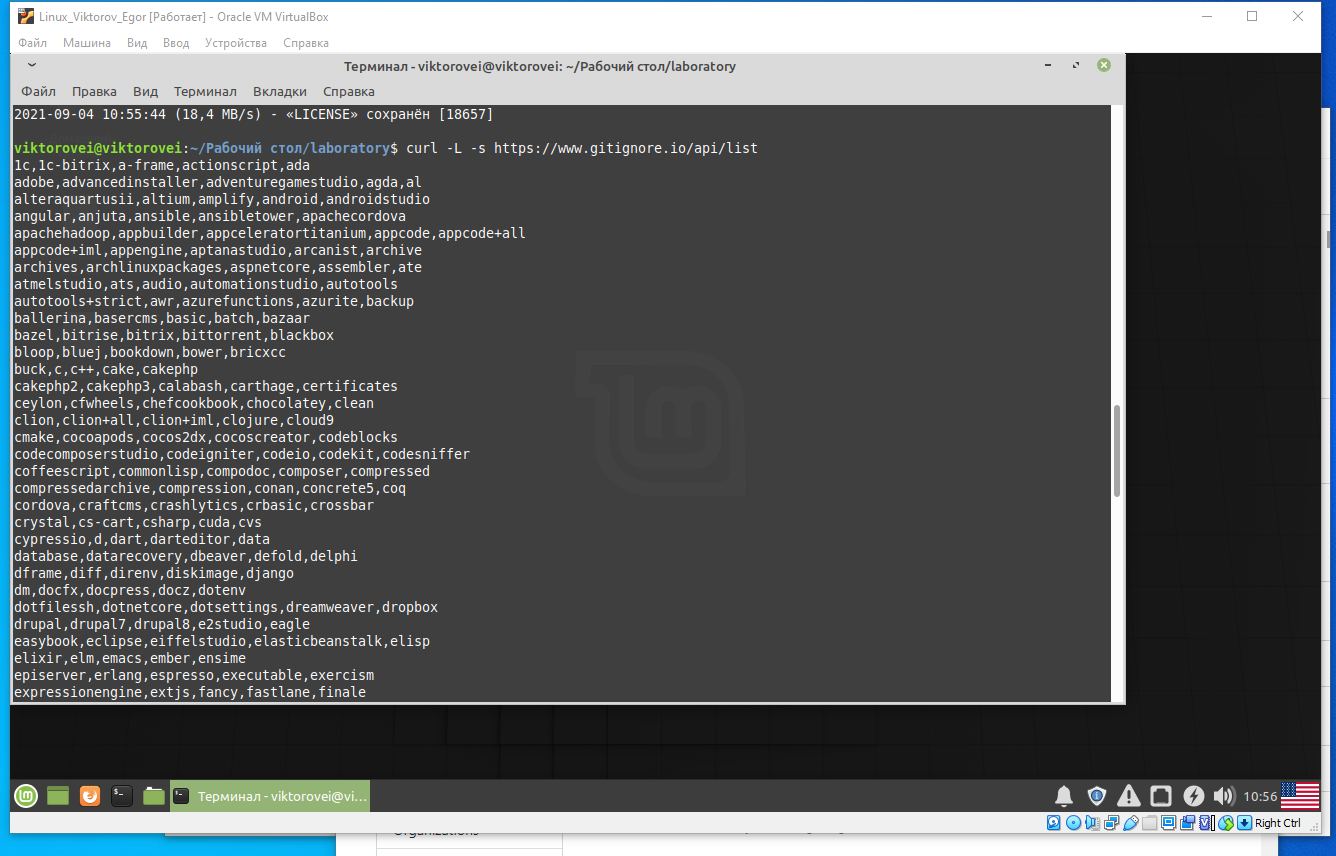 Linux_Viktorov_Egor [Работает] - Oracle VM VirtualBox
Файл Машина Вид Ввод Устройства Справка
Терминал - viktorovei@viktorovei: ~/Рабочий стол/laboratory
Файл Правка Вид Терминал Вкладки Справка
2021-09-04 10:55:44 (18,4 MB/s) - «LICENSE» сохранён [18657]
viktorovei@viktorovei:~/Рабочий стол/laboratory$ curl -L -s https://www.gitignore.io/api/list
1c,1c-bitrix,a-frame,actionscript,ada
adobe,advancedinstaller,adventuregamestudio,agda,al
alteraquartusii,altium,amplify,android,androidstudio
angular,anjuta,ansible,ansibletower,apachecordova
apachehadoop,appbuilder,appceleratortitanium,appcode,appcode+all
appcode+iml,appengine,aptanastudio,arcanist,archive
archives,archlinuxpackages,aspnetcore,assembler,ate
atmelstudio,ats,audio,automationstudio,autotools
autotools+strict,awr,azurefunctions,azurite,backup
ballerina,basercms,basic,batch,bazaar
bazel,bitrise,bitrix,bittorrent,blackbox
bloop,bluej,bookdown,bower,bricxcc
buck,c,c++,cake,cakephp
cakephp2,cakephp3,calabash,carthage,certificates
ceylon,cfwheels,chefcookbook,chocolatey,clean
clion,clion+all,clion+iml,clojure,cloud9
cmake,cocoapods,cocos2dx,cocoscreator,codeblocks
codecomposerstudio,codeigniter,codeio,codekit,codesniffer
coffeescript,commonlisp,compodoc,composer,compressed
compressedarchive,compression,conan,concrete5,coq
cordova,craftcms,crashlytics,crbasic,crossbar
crystal,cs-cart,csharp,cuda,cvs
cypressio,d,dart,darteditor,data
database,datarecovery,dbeaver,defold,delphi
dframe,diff,direnv,diskimage,django
dm,docfx,docpress,docz,dotenv
dotfilessh,dotnetcore,dotsettings,dreamweaver,dropbox
drupal,drupal7,drupal8,e2studio,eagle
easybook,eclipse,eiffelstudio,elasticbeanstalk,elisp
elixir,elm,emacs,ember,ensime
episerver,erlang,espresso,executable,exercism
expressionengine,extjs,fancy,fastlane,finale
Терминал - viktorovei@vi... 10:56
Right Ctrl
Organizations